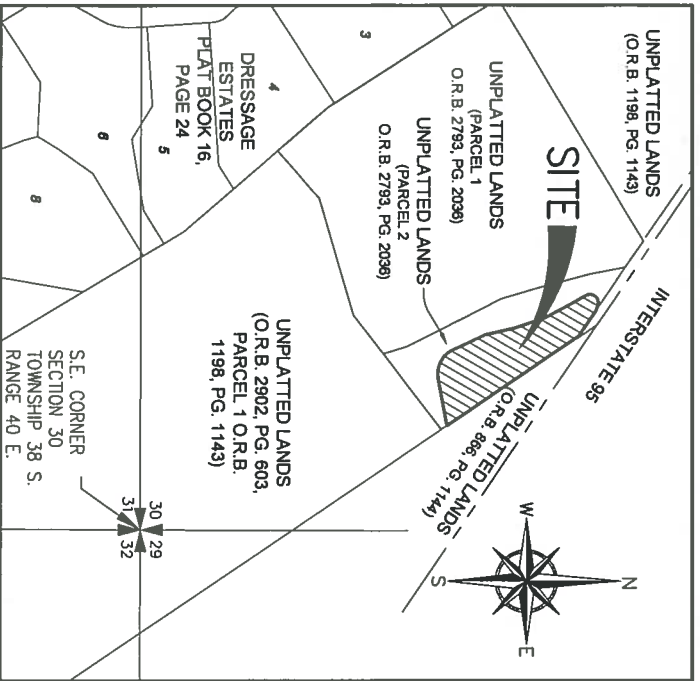 UNPLATTED LANDS
(O.R.B. 1198, PG. 1143)
INTERSTATE 95
UNPLATTED LANDS
(PARCEL 1
O.R.B. 2793, PG. 2036)
SITE
UNPLATTED LANDS
(PARCEL 2
O.R.B. 2793, PG. 2036)
UNPLATTED LANDS
(O.R.B. 866, PG. 1144)
N
W
E
S
3
4
DRESSAGE
ESTATES
PLAT BOOK 16,
PAGE 24
5
6
8
UNPLATTED LANDS
(O.R.B. 2902, PG. 603,
PARCEL 1 O.R.B.
1198, PG. 1143)
S.E. CORNER
SECTION 30
TOWNSHIP 38 S.
RANGE 40 E.
30 29
31 32